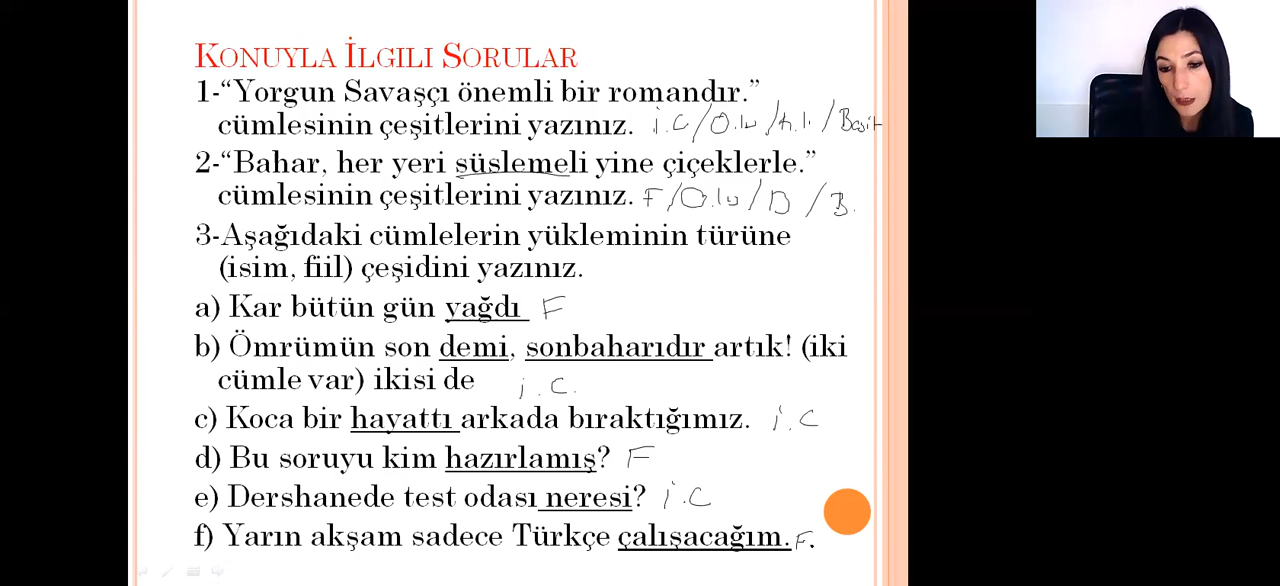 KONUYLA İLGILI SORULAR
1-“Yorgun Savaşçı önemli bir romandır.”
cümlesinin çeşitlerini yazınız. i.C/O.lu/K.lı/Basit
2-“Bahar, her yeri süslemeli yine çiçeklerle.”
cümlesinin çeşitlerini yazınız. F/O.lu/D/B.
3-Aşağıdaki cümlelerin yükleminin türüne
(isim, fiil) çeşidini yazınız.
a) Kar bütün gün yağdı F
b) Ömrümün son demi, sonbaharıdır artık! (iki
cümle var) ikisi de i.C.
c) Koca bir hayattı arkada bıraktığımız. i.C
d) Bu soruyu kim hazırlamış? F
e) Dershanede test odası neresi? i.C
f) Yarın akşam sadece Türkçe çalışacağım. F.